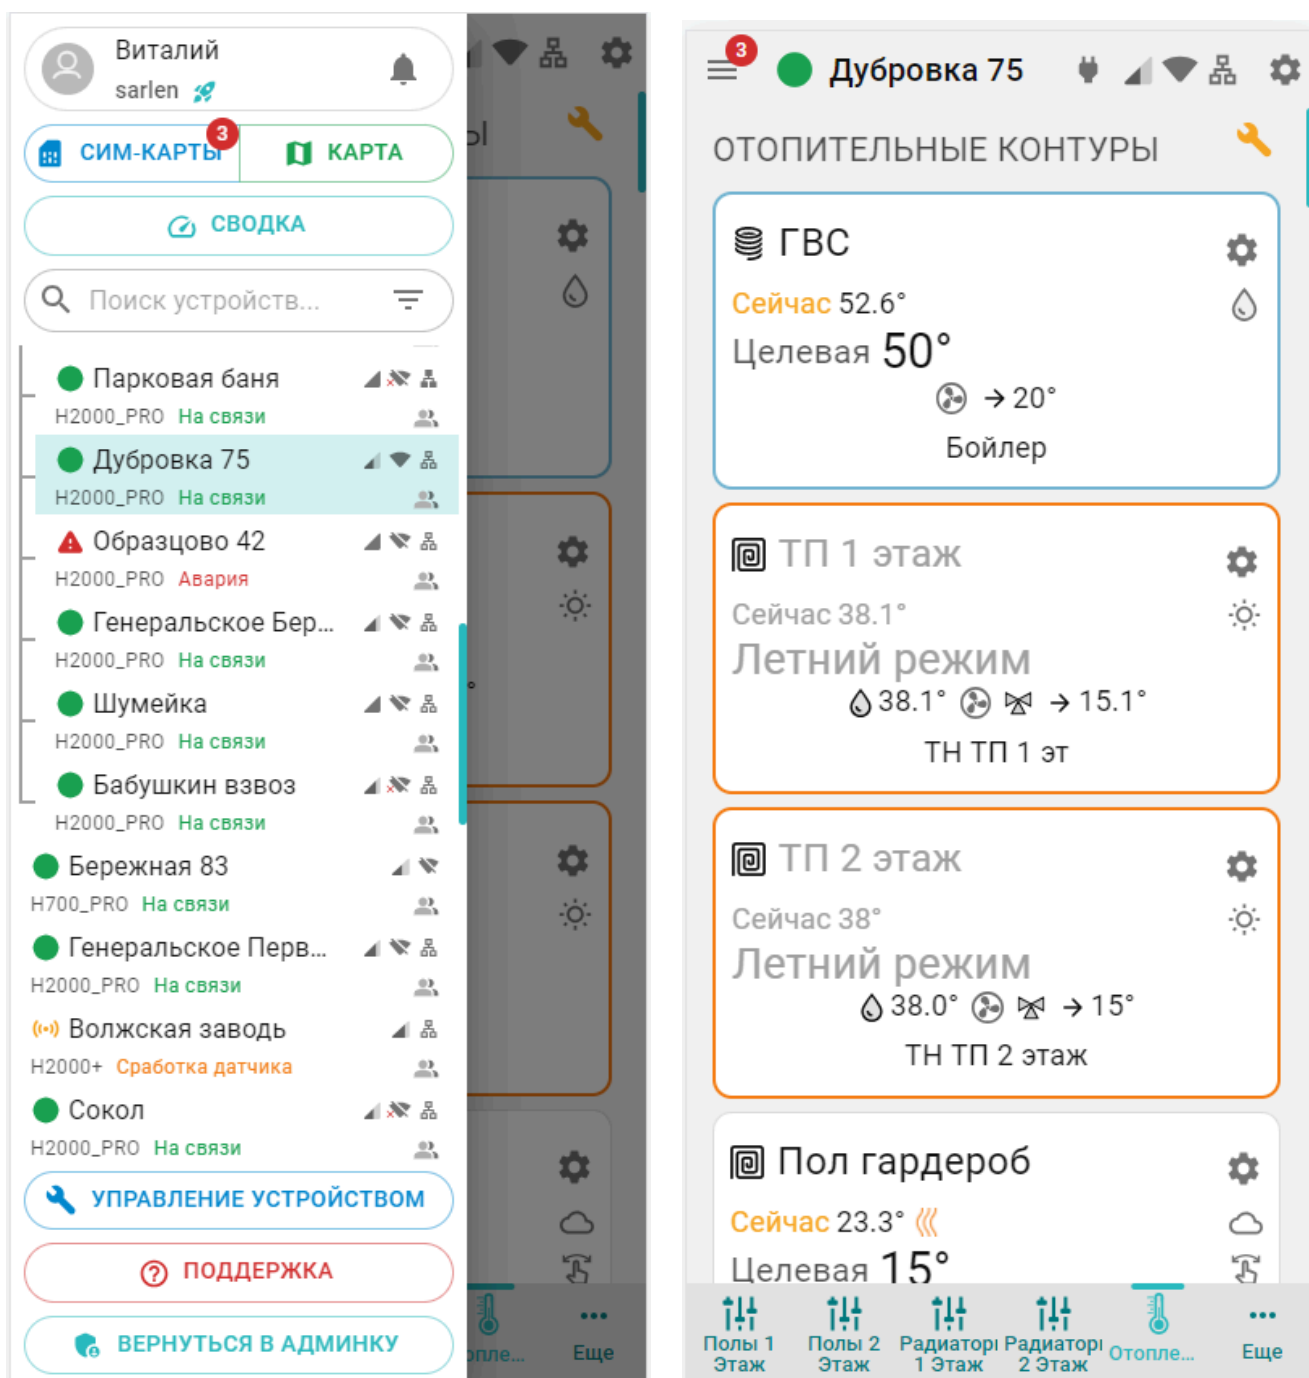 Виталий
sarlen
СИМ-КАРТЫ
3
КАРТА
СВОДКА
Поиск устройств...
Парковая баня
H2000_PRO На связи
Дубровка 75
H2000_PRO На связи
Образцово 42
H2000_PRO Авария
Генеральское Бер...
H2000_PRO На связи
Шумейка
H2000_PRO На связи
Бабушкин взвоз
H2000_PRO На связи
Бережная 83
H700_PRO На связи
Генеральское Перв...
H2000_PRO На связи
Волжская заводь
H2000+ Сработка датчика
Сокол
H2000_PRO На связи
УПРАВЛЕНИЕ УСТРОЙСТВОМ
ПОДДЕРЖКА
ВЕРНУТЬСЯ В АДМИНКУ
Ы
опле...
Еще
3
Дубровка 75
ОТОПИТЕЛЬНЫЕ КОНТУРЫ
ГВС
Сейчас 52.6°
Целевая 50°
→ 20°
Бойлер
ТП 1 этаж
Сейчас 38.1°
Летний режим
38.1° → 15.1°
ТН ТП 1 эт
ТП 2 этаж
Сейчас 38°
Летний режим
38.0° → 15°
ТН ТП 2 этаж
Пол гардероб
Сейчас 23.3°
Целевая 15°
Полы 1 Этаж
Полы 2 Этаж
Радиатор 1 Этаж
Радиатор 2 Этаж
Отопле...
Еще